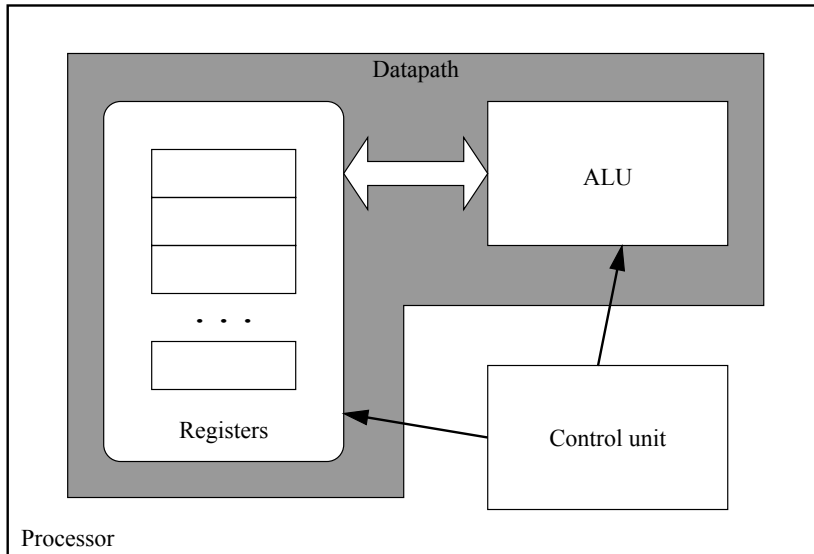 Datapath
ALU
. . .
Registers
Control unit
Processor